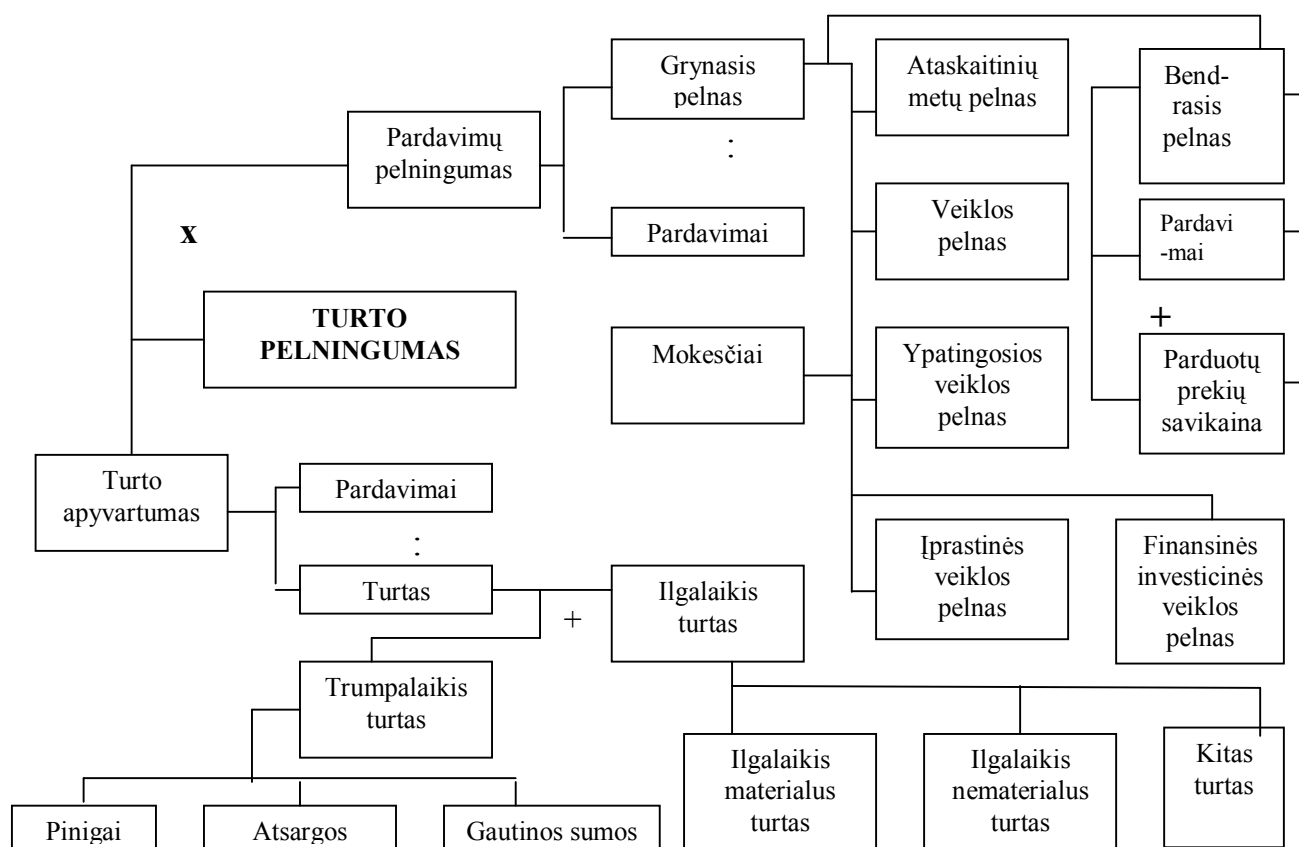 Grynasis
pelnas
:
Pardavimai
Ataskaitinių
metų pelnas
Bend-
rasis
pelnas
Pardavimų
pelningumas
x
Veiklos
pelnas
Pardavi
-mai
+
TURTO
PELNINGUMAS
Mokesčiai
Ypatingosios
veiklos
pelnas
Parduotų
prekių
savikaina
Turto
apyvartumas
Pardavimai
:
Turtas
+
Ilgalaikis
turtas
Įprastinės
veiklos
pelnas
Finansinės
investicinės
veiklos
pelnas
Trumpalaikis
turtas
Ilgalaikis
materialus
turtas
Ilgalaikis
nematerialus
turtas
Kitas
turtas
Pinigai
Atsargos
Gautinos sumos